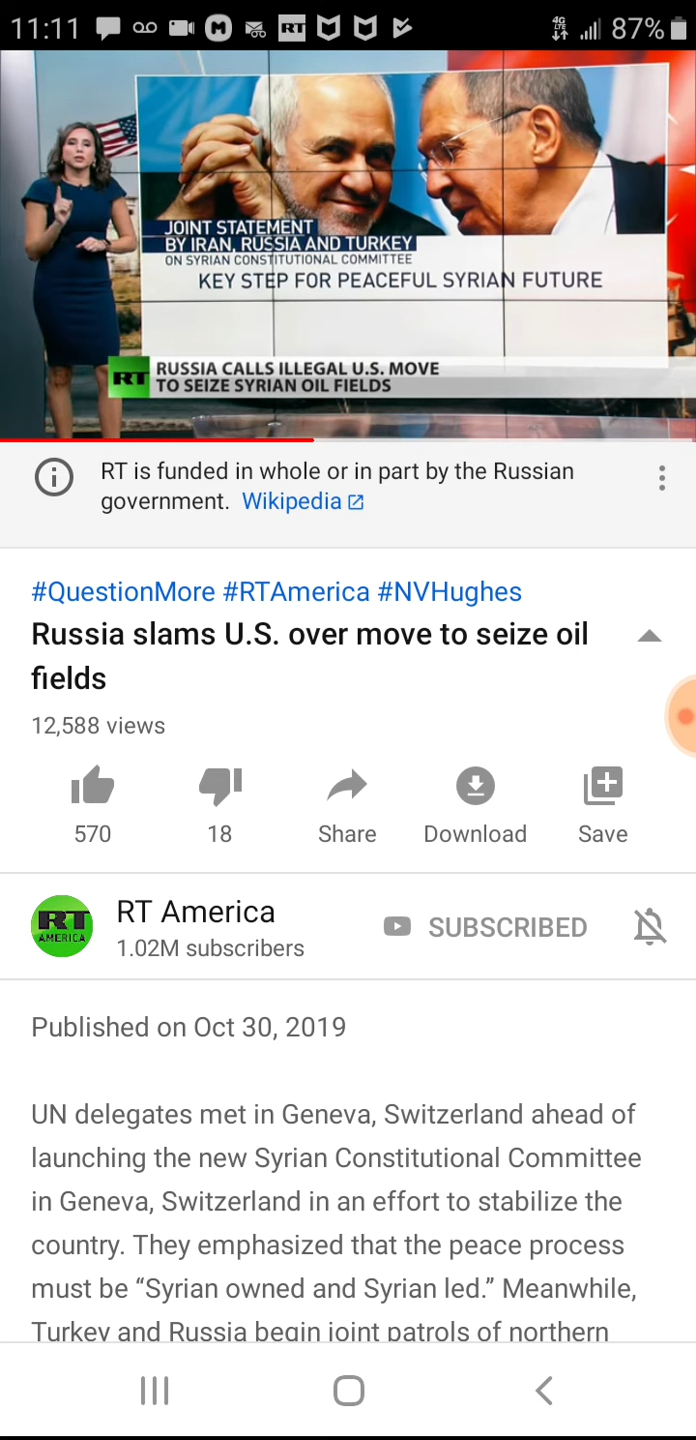 11:11 M RT 4G LTE 87%
JOINT STATEMENT
BY IRAN, RUSSIA AND TURKEY
ON SYRIAN CONSTITUTIONAL COMMITTEE
KEY STEP FOR PEACEFUL SYRIAN FUTURE
RT RUSSIA CALLS ILLEGAL U.S. MOVE
TO SEIZE SYRIAN OIL FIELDS
RT is funded in whole or in part by the Russian
government. Wikipedia
#QuestionMore #RTAmerica #NVHughes
Russia slams U.S. over move to seize oil
fields
12,588 views
570 18 Share Download Save
RT AMERICA
RT America SUBSCRIBED
1.02M subscribers
Published on Oct 30, 2019
UN delegates met in Geneva, Switzerland ahead of
launching the new Syrian Constitutional Committee
in Geneva, Switzerland in an effort to stabilize the
country. They emphasized that the peace process
must be “Syrian owned and Syrian led.” Meanwhile,
Turkey and Russia begin joint patrols of northern